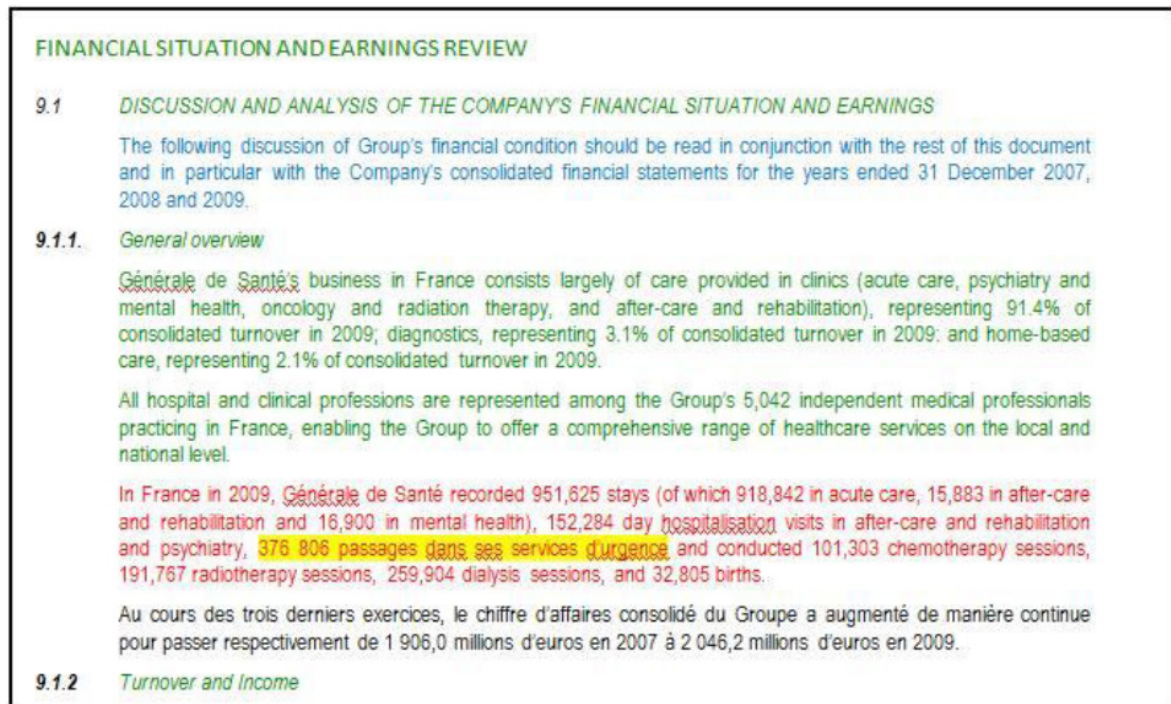 FINANCIAL SITUATION AND EARNINGS REVIEW
9.1 DISCUSSION AND ANALYSIS OF THE COMPANY'S FINANCIAL SITUATION AND EARNINGS
The following discussion of Group's financial condition should be read in conjunction with the rest of this document
and in particular with the Company's consolidated financial statements for the years ended 31 December 2007,
2008 and 2009.
9.1.1. General overview
Générale de Santé's business in France consists largely of care provided in clinics (acute care, psychiatry and
mental health, oncology and radiation therapy, and after-care and rehabilitation), representing 91.4% of
consolidated turnover in 2009; diagnostics, representing 3.1% of consolidated turnover in 2009: and home-based
care, representing 2.1% of consolidated turnover in 2009.
All hospital and clinical professions are represented among the Group's 5,042 independent medical professionals
practicing in France, enabling the Group to offer a comprehensive range of healthcare services on the local and
national level.
In France in 2009, Générale de Santé recorded 951,625 stays (of which 918,842 in acute care, 15,883 in after-care
and rehabilitation and 16,900 in mental health), 152,284 day hospitalisation visits in after-care and rehabilitation
and psychiatry, 376 806 passages dans ses services d'urgence and conducted 101,303 chemotherapy sessions,
191,767 radiotherapy sessions, 259,904 dialysis sessions, and 32,805 births.
Au cours des trois derniers exercices, le chiffre d'affaires consolidé du Groupe a augmenté de manière continue
pour passer respectivement de 1 906,0 millions d'euros en 2007 à 2 046,2 millions d'euros en 2009.
9.1.2 Turnover and Income